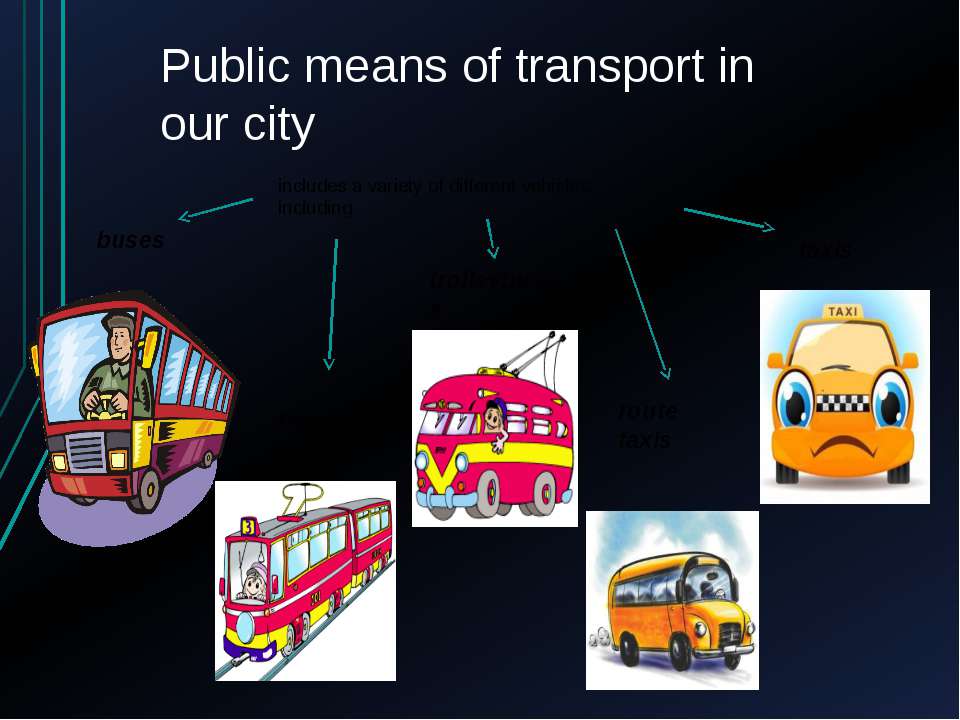 Public means of transport in
our city
includes a variety of different vehicles
including
buses
taxis
route
taxis
TAXI
3